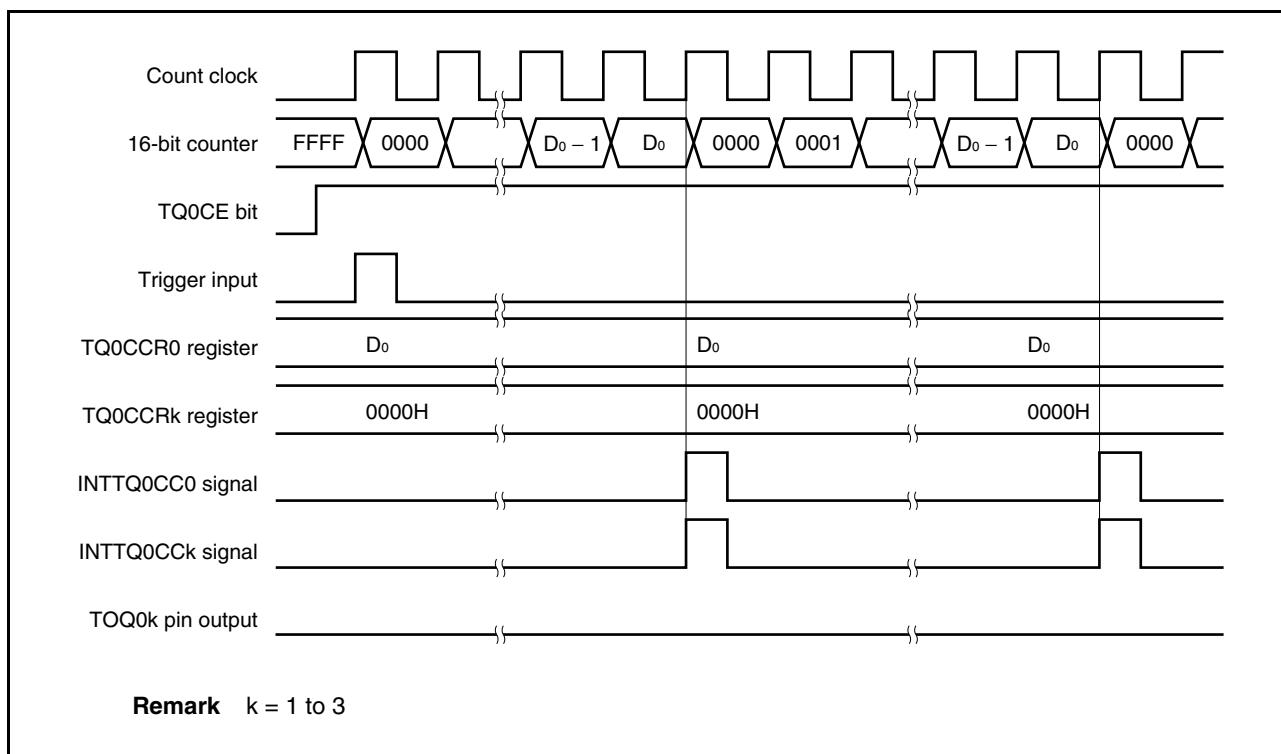 Count clock
16-bit counter FFFF 0000 D₀ − 1 D₀ 0000 0001 D₀ − 1 D₀ 0000
TQ0CE bit
Trigger input
TQ0CCR0 register D₀ D₀ D₀
TQ0CCRk register 0000H 0000H 0000H
INTTQ0CC0 signal
INTTQ0CCk signal
TOQ0k pin output
Remark k = 1 to 3